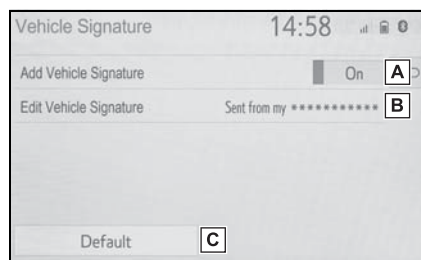 Vehicle Signature 14:58
Add Vehicle Signature On A
Edit Vehicle Signature Sent from my *********** B
Default C